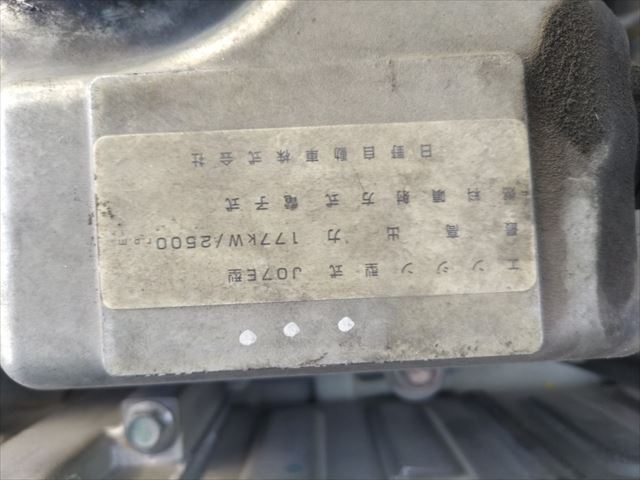 エンジン型式 J07E型
最高出力 177kW/2500rpm
燃料噴射方式 電子式
日野自動車株式会社